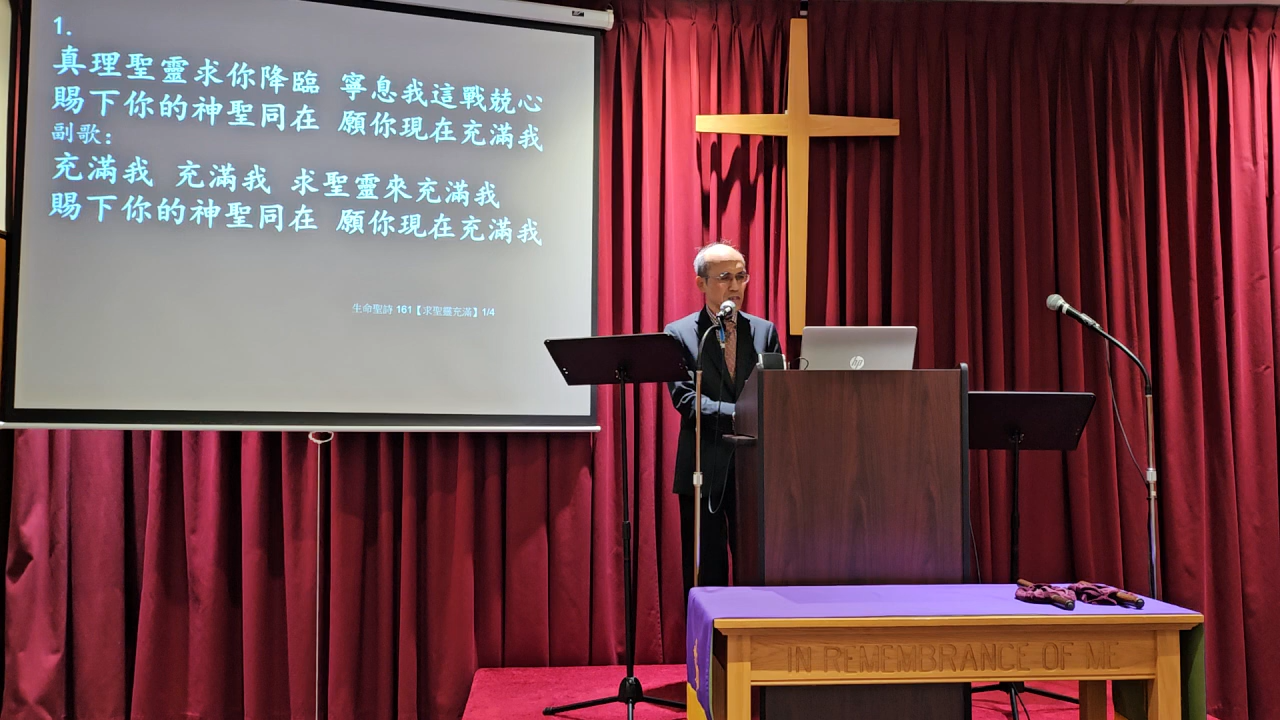 1.
真理聖靈求你降臨 寧息我這戰兢心
賜下你的神聖同在 願你現在充滿我
副歌:
充滿我 充滿我 求聖靈來充滿我
賜下你的神聖同在 願你現在充滿我
生命聖詩 161【求聖靈充滿】1/4
hp
IN REMEMBRANCE OF ME